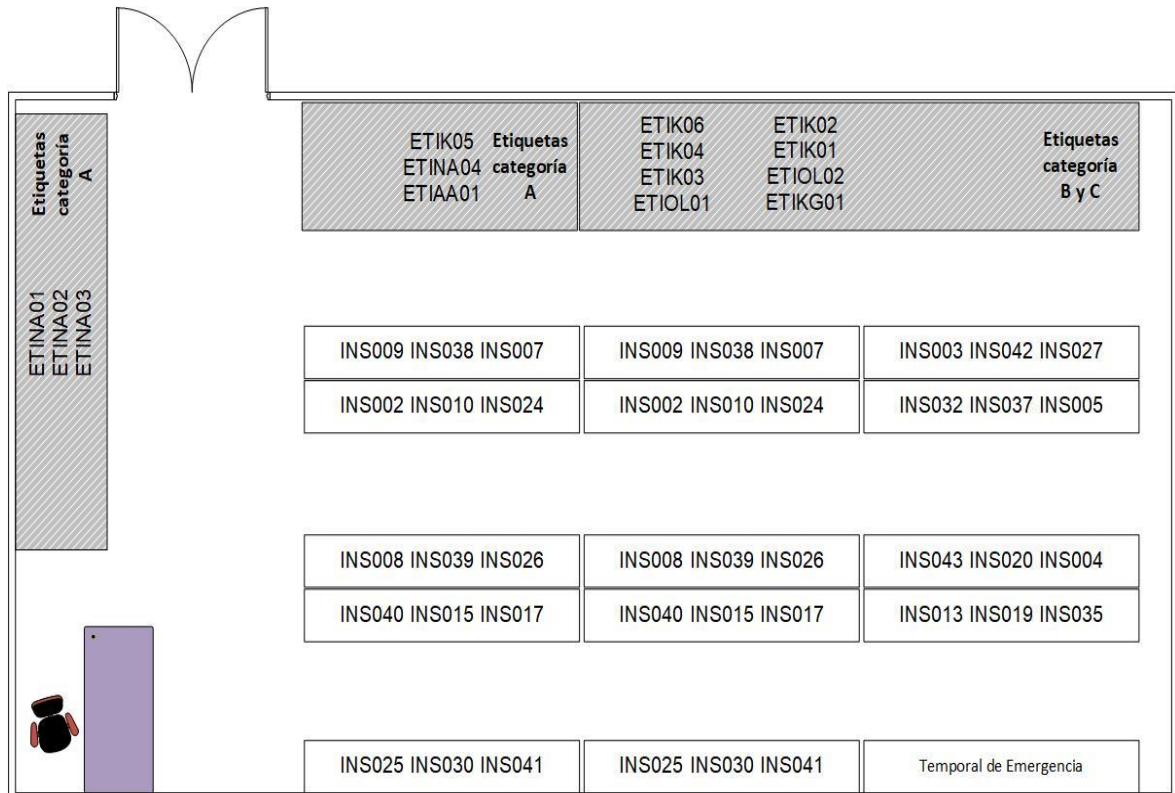 Etiquetas
categoría
A
ETINA01
ETINA02
ETINA03
ETIK05
ETINA04
ETIAA01
Etiquetas
categoría
A
ETIK06
ETIK04
ETIK03
ETIOL01
ETIK02
ETIK01
ETIOL02
ETIKG01
Etiquetas
categoría
B y C
INS009 INS038 INS007
INS009 INS038 INS007
INS003 INS042 INS027
INS002 INS010 INS024
INS002 INS010 INS024
INS032 INS037 INS005
INS008 INS039 INS026
INS008 INS039 INS026
INS043 INS020 INS004
INS040 INS015 INS017
INS040 INS015 INS017
INS013 INS019 INS035
INS025 INS030 INS041
INS025 INS030 INS041
Temporal de Emergencia